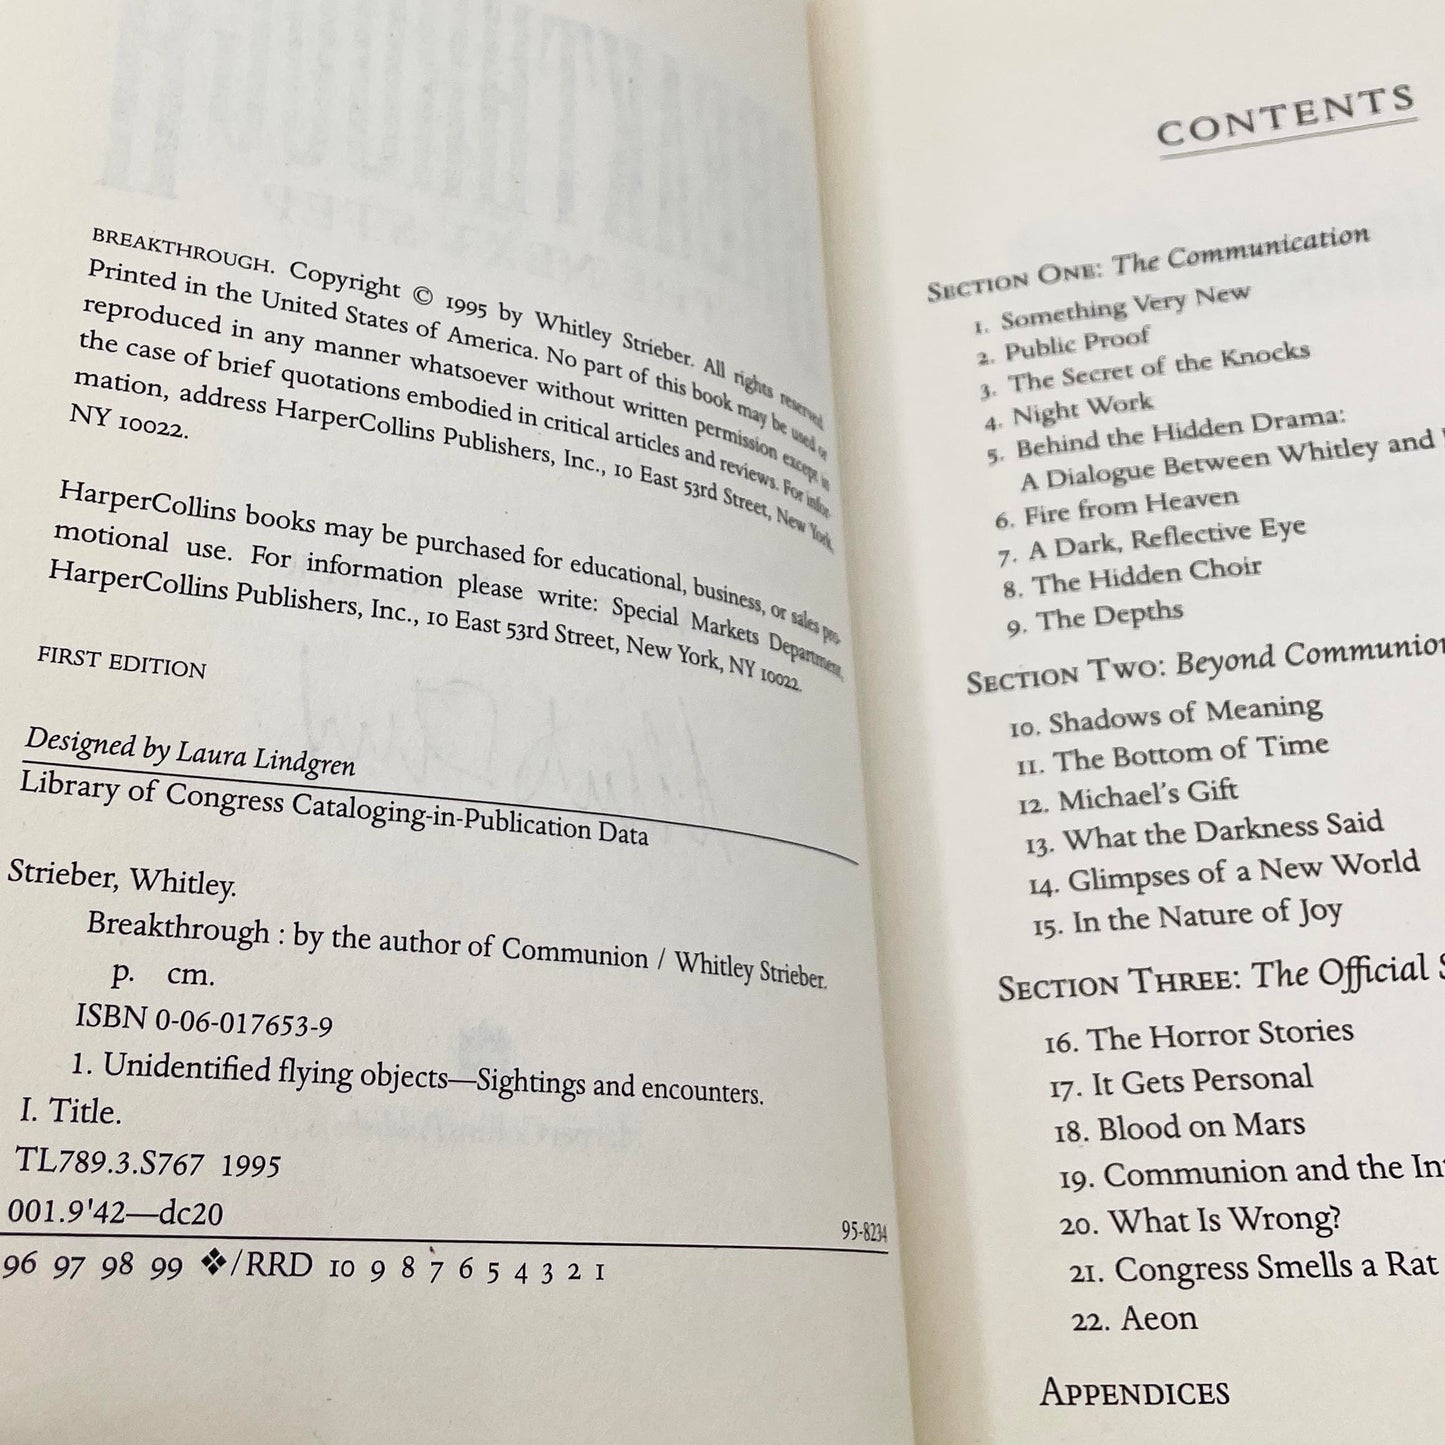 BREAKTHROUGH. Copyright © 1995 by Whitley Strieber. All rights reserved.
Printed in the United States of America. No part of this book may be used or
reproduced in any manner whatsoever without written permission except in
the case of brief quotations embodied in critical articles and reviews. For infor-
mation, address HarperCollins Publishers, Inc., 10 East 53rd Street, New York,
NY 10022.
HarperCollins books may be purchased for educational, business, or sales pro-
motional use. For information please write: Special Markets Department,
HarperCollins Publishers, Inc., 10 East 53rd Street, New York, NY 10022.
FIRST EDITION
Designed by Laura Lindgren
Library of Congress Cataloging-in-Publication Data
Strieber, Whitley.
Breakthrough : by the author of Communion / Whitley Strieber.
p. cm.
ISBN 0-06-017653-9
1. Unidentified flying objects—Sightings and encounters.
I. Title.
TL789.3.S767 1995
001.9'42—dc20
95-8234
96 97 98 99 ❖/RRD 10 9 8 7 6 5 4 3 2 1
CONTENTS
SECTION ONE: The Communication
1. Something Very New
2. Public Proof
3. The Secret of the Knocks
4. Night Work
5. Behind the Hidden Drama:
A Dialogue Between Whitley and
6. Fire from Heaven
7. A Dark, Reflective Eye
8. The Hidden Choir
9. The Depths
SECTION TWO: Beyond Communion
10. Shadows of Meaning
11. The Bottom of Time
12. Michael's Gift
13. What the Darkness Said
14. Glimpses of a New World
15. In the Nature of Joy
SECTION THREE: The Official
16. The Horror Stories
17. It Gets Personal
18. Blood on Mars
19. Communion and the
20. What Is Wrong?
21. Congress Smells a Rat
22. Aeon
APPENDICES